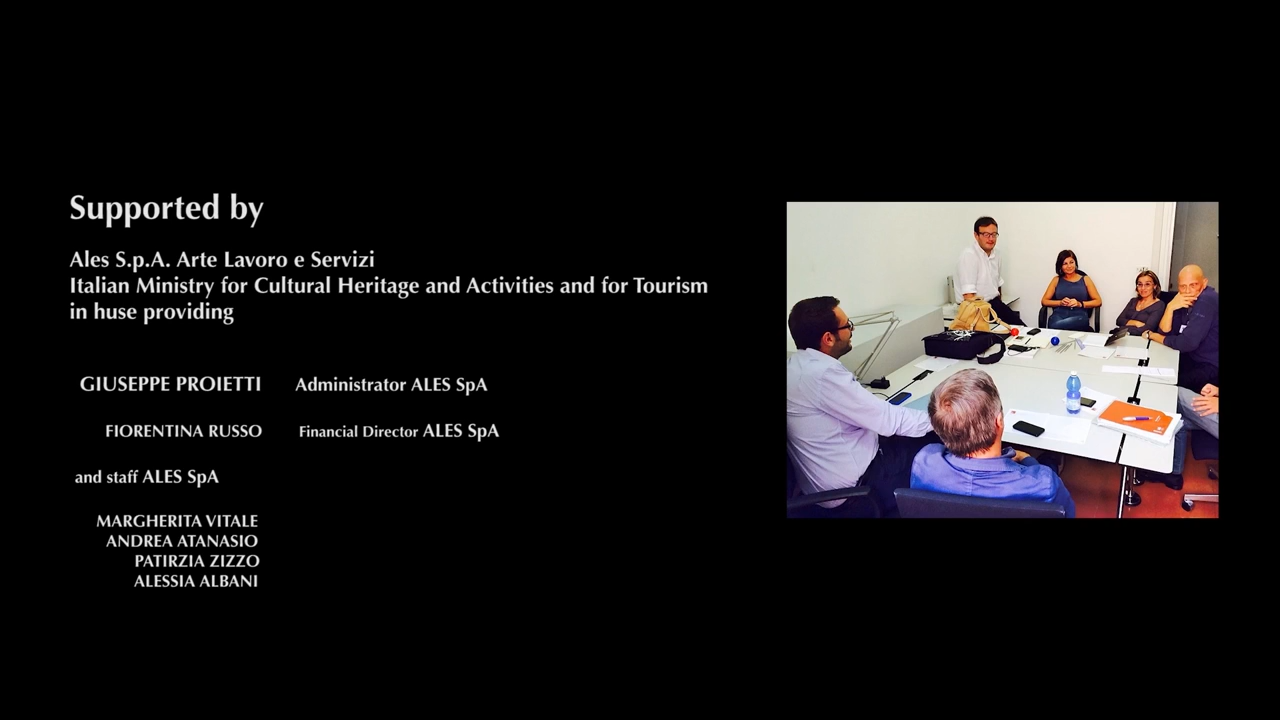 Supported by
Ales S.p.A. Arte Lavoro e Servizi
Italian Ministry for Cultural Heritage and Activities and for Tourism
in huse providing
GIUSEPPE PROIETTI Administrator ALES SpA
FIORENTINA RUSSO Financial Director ALES SpA
and staff ALES SpA
MARGHERITA VITALE
ANDREA ATANASIO
PATIRZIA ZIZZO
ALESSIA ALBANI